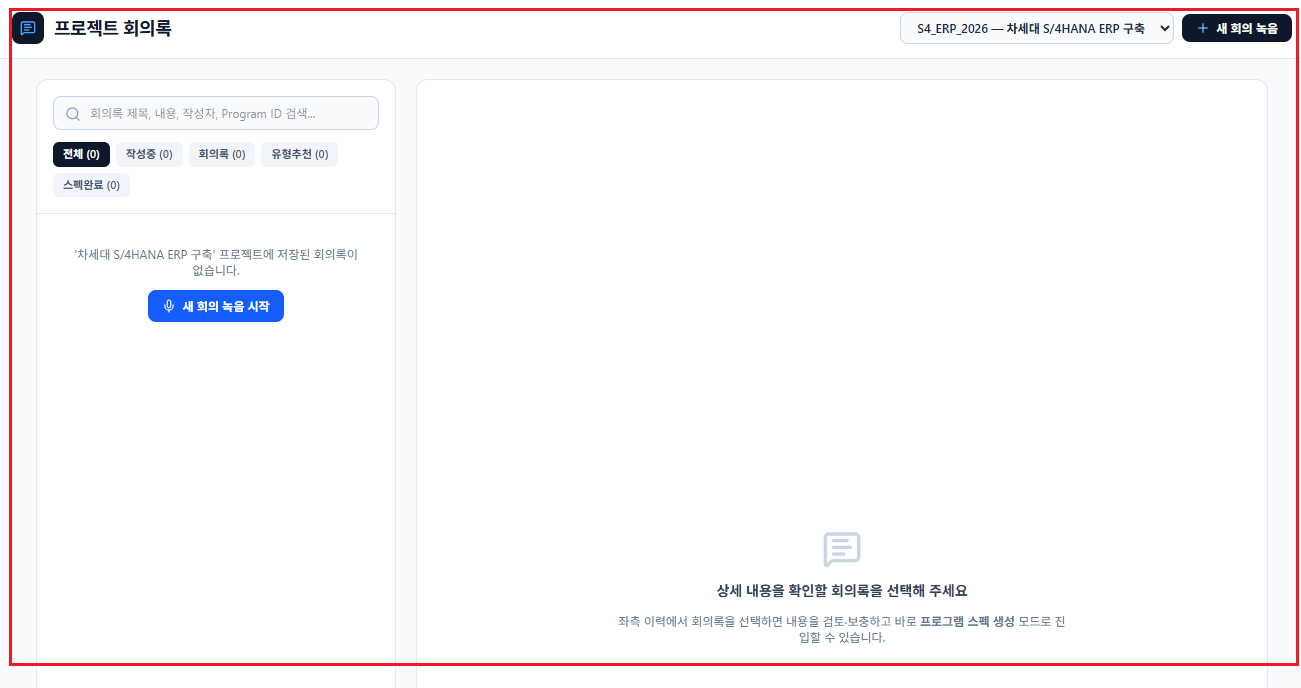 프로젝트 회의록
S4_ERP_2026 — 차세대 S/4HANA ERP 구축
+ 새 회의 녹음
회의록 제목, 내용, 작성자, Program ID 검색...
전체 (0) 작성중 (0) 회의록 (0) 유형추천 (0)
스펙완료 (0)
'차세대 S/4HANA ERP 구축' 프로젝트에 저장된 회의록이
없습니다.
새 회의 녹음 시작
상세 내용을 확인할 회의록을 선택해 주세요
좌측 이력에서 회의록을 선택하면 내용을 검토·보충하고 바로 프로그램 스펙 생성 모드로 진
입할 수 있습니다.